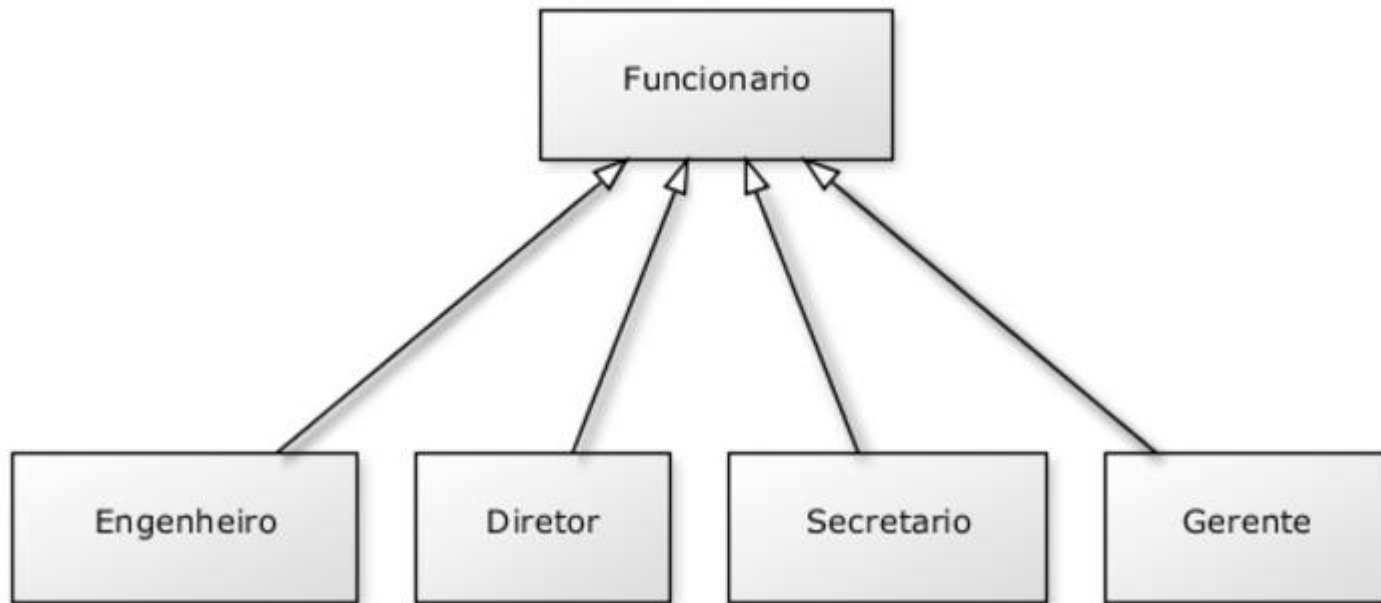 Funcionario
Engenheiro
Diretor
Secretario
Gerente